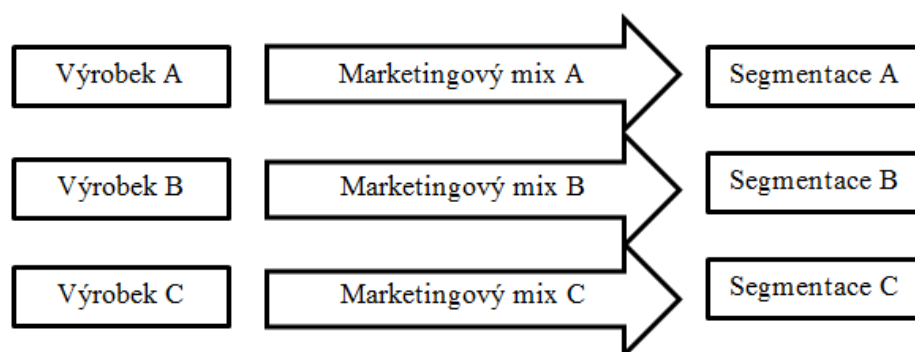 Výrobek A
Marketingový mix A
Segmentace A
Výrobek B
Marketingový mix B
Segmentace B
Výrobek C
Marketingový mix C
Segmentace C